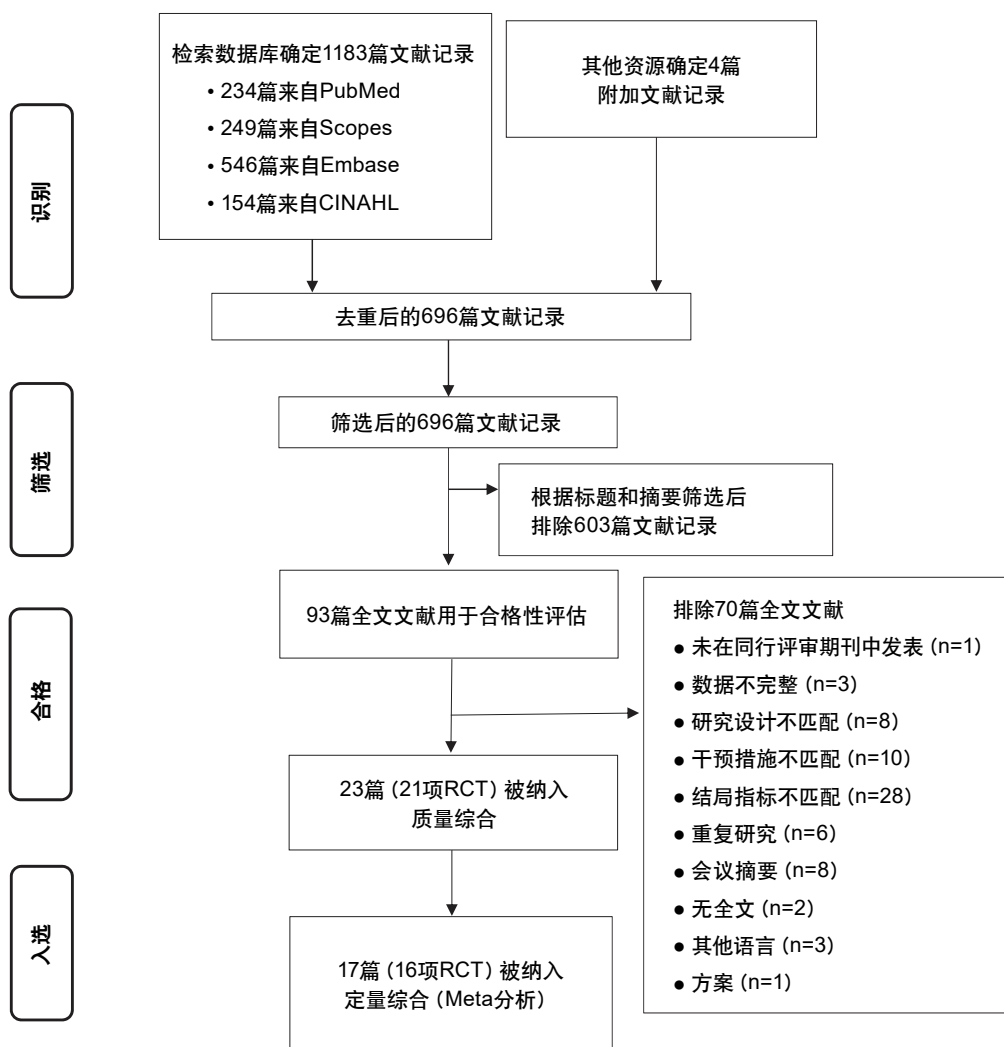 检索数据库确定1183篇文献记录
• 234篇来自PubMed
• 249篇来自Scopes
• 546篇来自Embase
• 154篇来自CINAHL
其他资源确定4篇
附加文献记录
识别
去重后的696篇文献记录
筛选
筛选后的696篇文献记录
根据标题和摘要筛选后
排除603篇文献记录
合格
93篇全文文献用于合格性评估
排除70篇全文文献
● 未在同行评审期刊中发表 (n=1)
● 数据不完整 (n=3)
● 研究设计不匹配 (n=8)
● 干预措施不匹配 (n=10)
● 结局指标不匹配 (n=28)
● 重复研究 (n=6)
● 会议摘要 (n=8)
● 无全文 (n=2)
● 其他语言 (n=3)
● 方案 (n=1)
23篇 (21项RCT) 被纳入
质量综合
入选
17篇 (16项RCT) 被纳入
定量综合 (Meta分析)